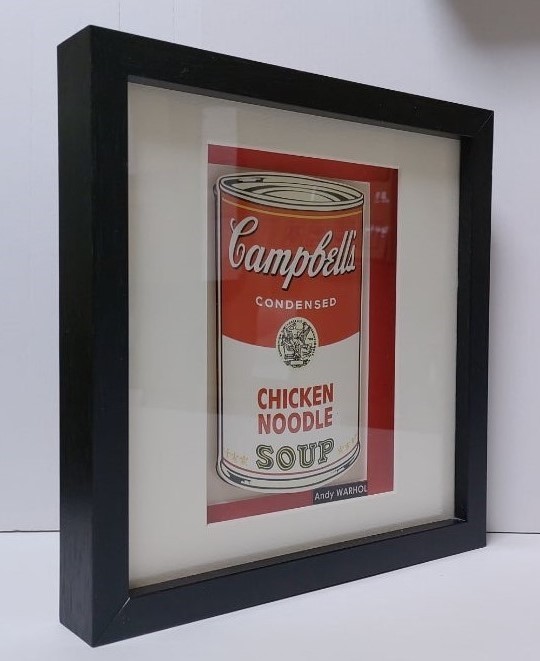 Campbell's
CONDENSED
CHICKEN
NOODLE
SOUP
Andy WARHOL